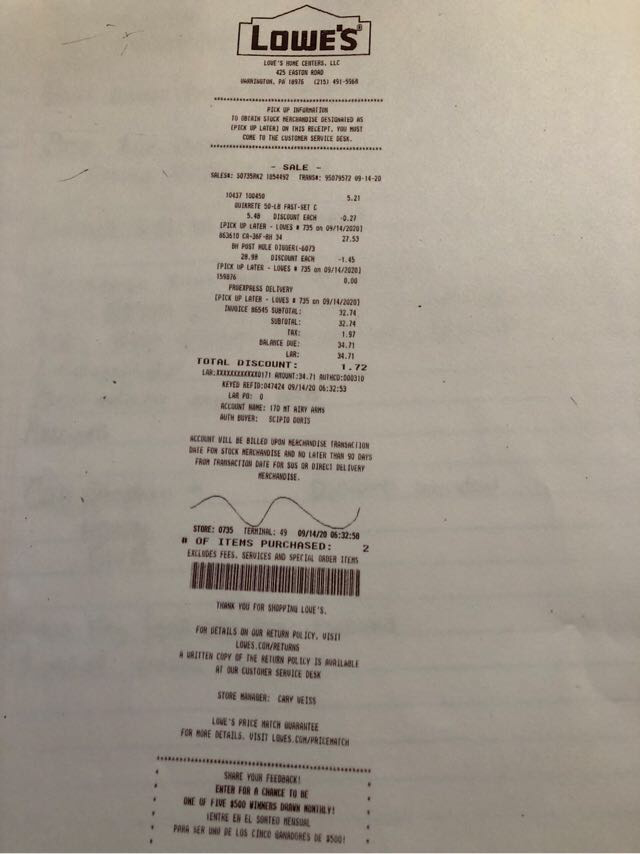 LOWE'S
LOWE'S HOME CENTERS, LLC
425 EASTON ROAD
WARRINGTON, PA 18976 (215) 491-5968
PICK UP INFORMATION
TO OBTAIN STOCK MERCHANDISE DESIGNATED AS
[PICK UP LATER] ON THIS RECEIPT, YOU MUST
COME TO THE CUSTOMER SERVICE DESK.
- SALE -
SALES#: S0735RK2 1854492 TRANS#: 95079572 09-14-20
10437 100450 5.21
QUIKRETE 50-LB FAST-SET C
5.48 DISCOUNT EACH -0.27
[PICK UP LATER - LOWES # 735 on 09/14/2020]
863610 CA-36F-BH 34 27.53
BH POST HOLE DIGGER(-6073
28.98 DISCOUNT EACH -1.45
[PICK UP LATER - LOWES # 735 on 09/14/2020]
159876 0.00
PROEXPRESS DELIVERY
[PICK UP LATER - LOWES # 735 on 09/14/2020]
INVOICE 86545 SUBTOTAL: 32.74
SUBTOTAL: 32.74
TAX: 1.97
BALANCE DUE: 34.71
LAR: 34.71
TOTAL DISCOUNT: 1.72
LAR:XXXXXXXXXXXX0171 AMOUNT:34.71 AUTHCD:000310
KEYED REFID:047424 09/14/20 06:32:53
LAR PO: 0
ACCOUNT NAME: 170 MT AIRY ARMS
AUTH BUYER: SCIPIO DORIS
ACCOUNT WILL BE BILLED UPON MERCHANDISE TRANSACTION
DATE FOR STOCK MERCHANDISE AND NO LATER THAN 90 DAYS
FROM TRANSACTION DATE FOR SOS OR DIRECT DELIVERY
MERCHANDISE.
STORE: 0735 TERMINAL: 49 09/14/20 06:32:58
# OF ITEMS PURCHASED: 2
EXCLUDES FEES, SERVICES AND SPECIAL ORDER ITEMS
THANK YOU FOR SHOPPING LOWE'S.
FOR DETAILS ON OUR RETURN POLICY, VISIT
LOWES.COM/RETURNS
A WRITTEN COPY OF THE RETURN POLICY IS AVAILABLE
AT OUR CUSTOMER SERVICE DESK
STORE MANAGER: CARY WEISS
LOWE'S PRICE MATCH GUARANTEE
FOR MORE DETAILS, VISIT LOWES.COM/PRICEMATCH
SHARE YOUR FEEDBACK!
ENTER FOR A CHANCE TO BE
ONE OF FIVE $500 WINNERS DRAWN MONTHLY!
¡ENTRE EN EL SORTEO MENSUAL
PARA SER UNO DE LOS CINCO GANADORES DE $500!